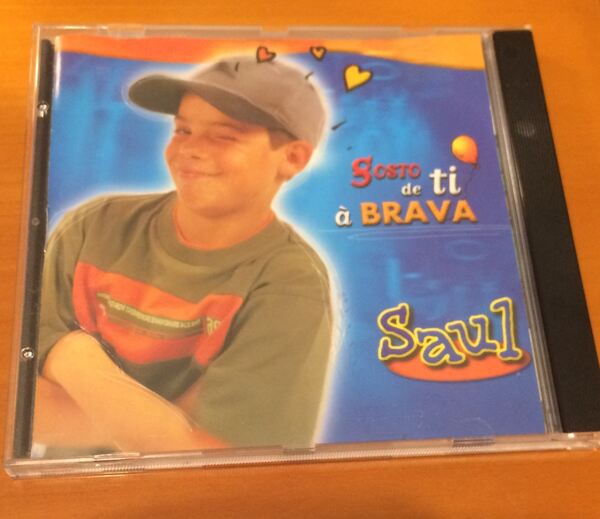 Gosto
de ti
à BRAVA
Saul